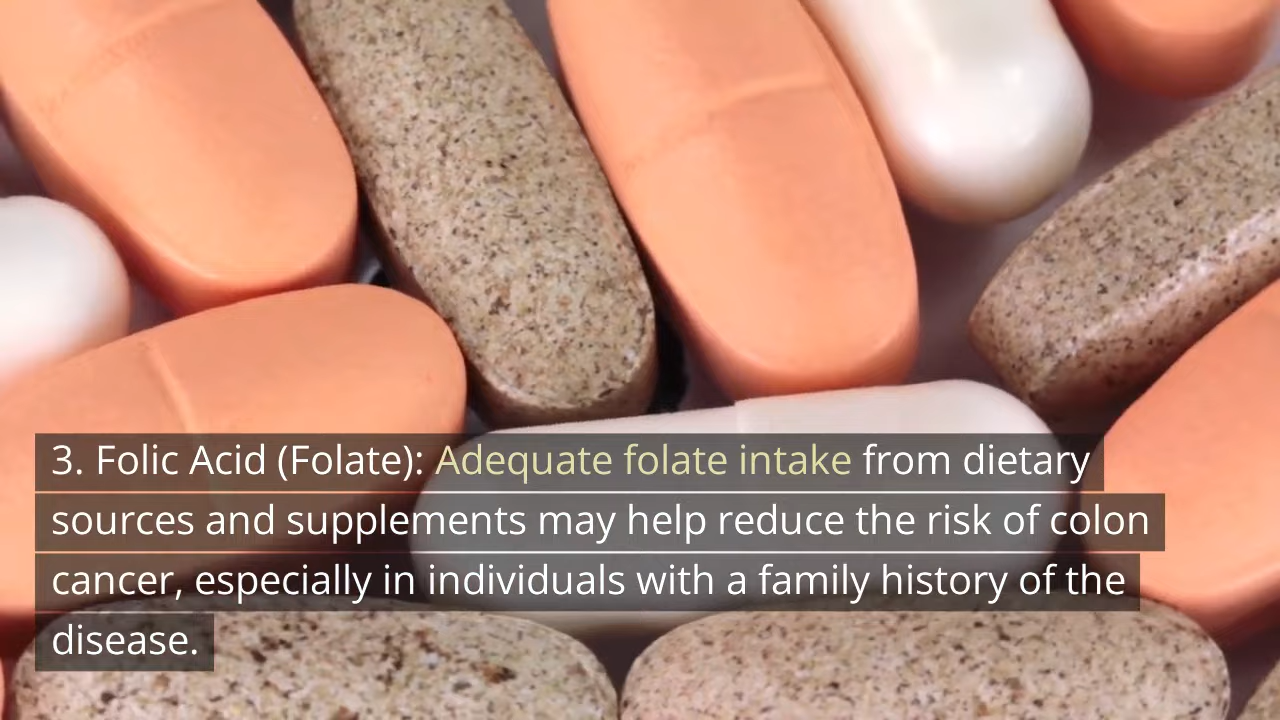 3. Folic Acid (Folate): Adequate folate intake from dietary
sources and supplements may help reduce the risk of colon
cancer, especially in individuals with a family history of the
disease.